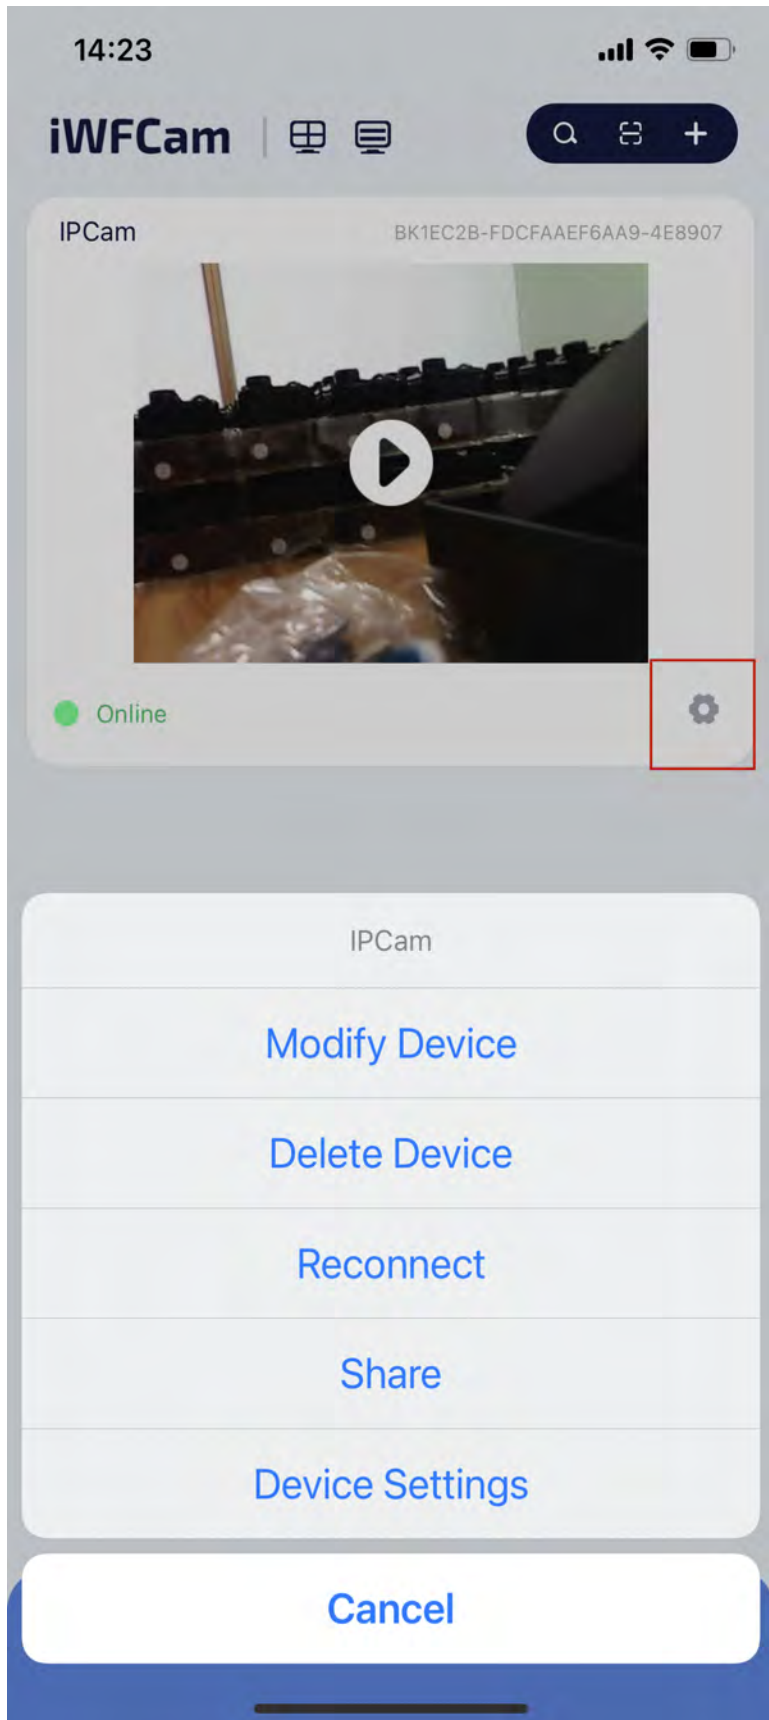 14:23
iWFCam
IPCam
BK1EC2B-FDCFAAEF6AA9-4E8907
Online
IPCam
Modify Device
Delete Device
Reconnect
Share
Device Settings
Cancel